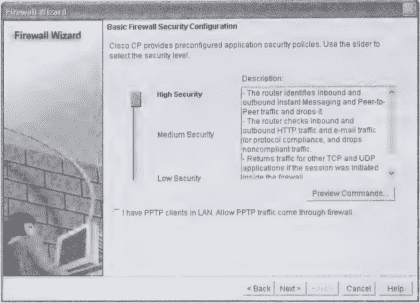 Firewall Wizard
Firewall Wizard
Basic Firewall Security Configuration
Cisco CP provides preconfigured application security policies. Use the slider to
select the security level.
Description:
High Security
Medium Security
Low Security
- The router identifies inbound and
outbound Instant Messaging and Peer-to-
Peer traffic and drops it.
- The router checks inbound and
outbound HTTP traffic and e-mail traffic
for protocol compliance, and drops
noncompliant traffic.
- Returns traffic for other TCP and UDP
applications if the session was initiated
inside the firewall.
Preview Commands...
I have PPTP clients in LAN. Allow PPTP traffic come through firewall
< Back
Next >
Cancel
Help